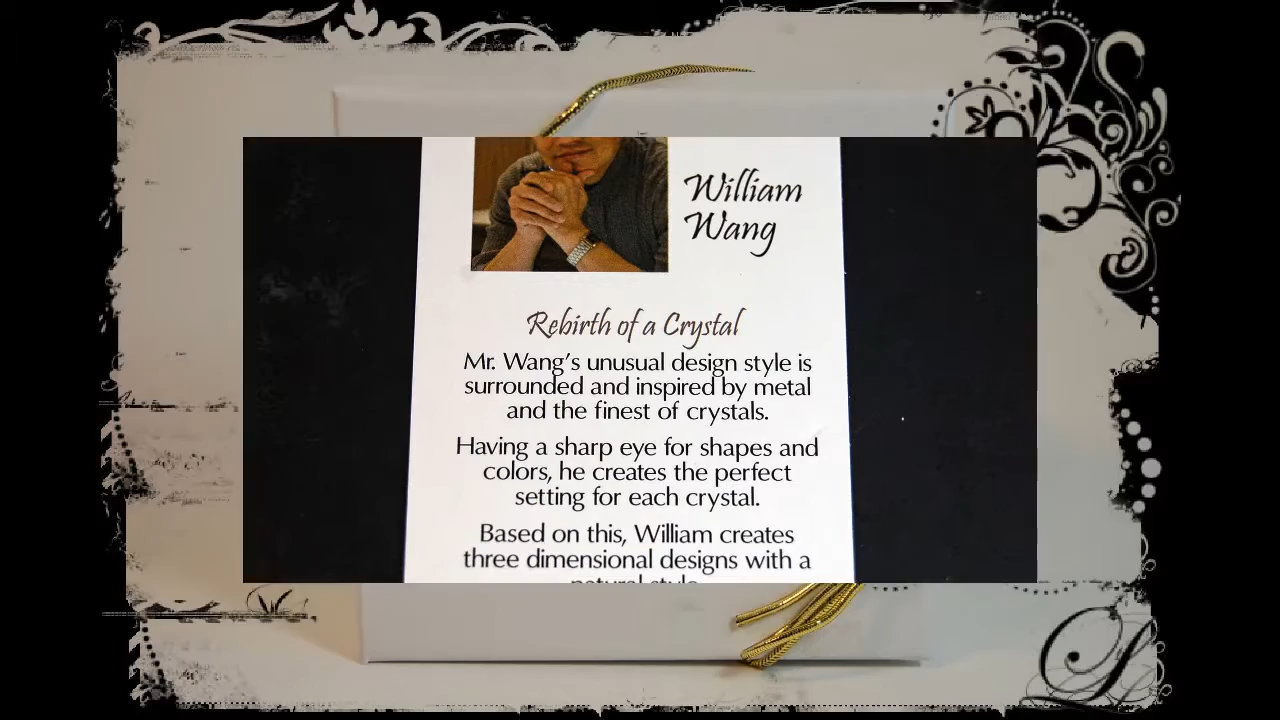 William
Wang
Rebirth of a Crystal
Mr. Wang’s unusual design style is
surrounded and inspired by metal
and the finest of crystals.
Having a sharp eye for shapes and
colors, he creates the perfect
setting for each crystal.
Based on this, William creates
three dimensional designs with a
natural style